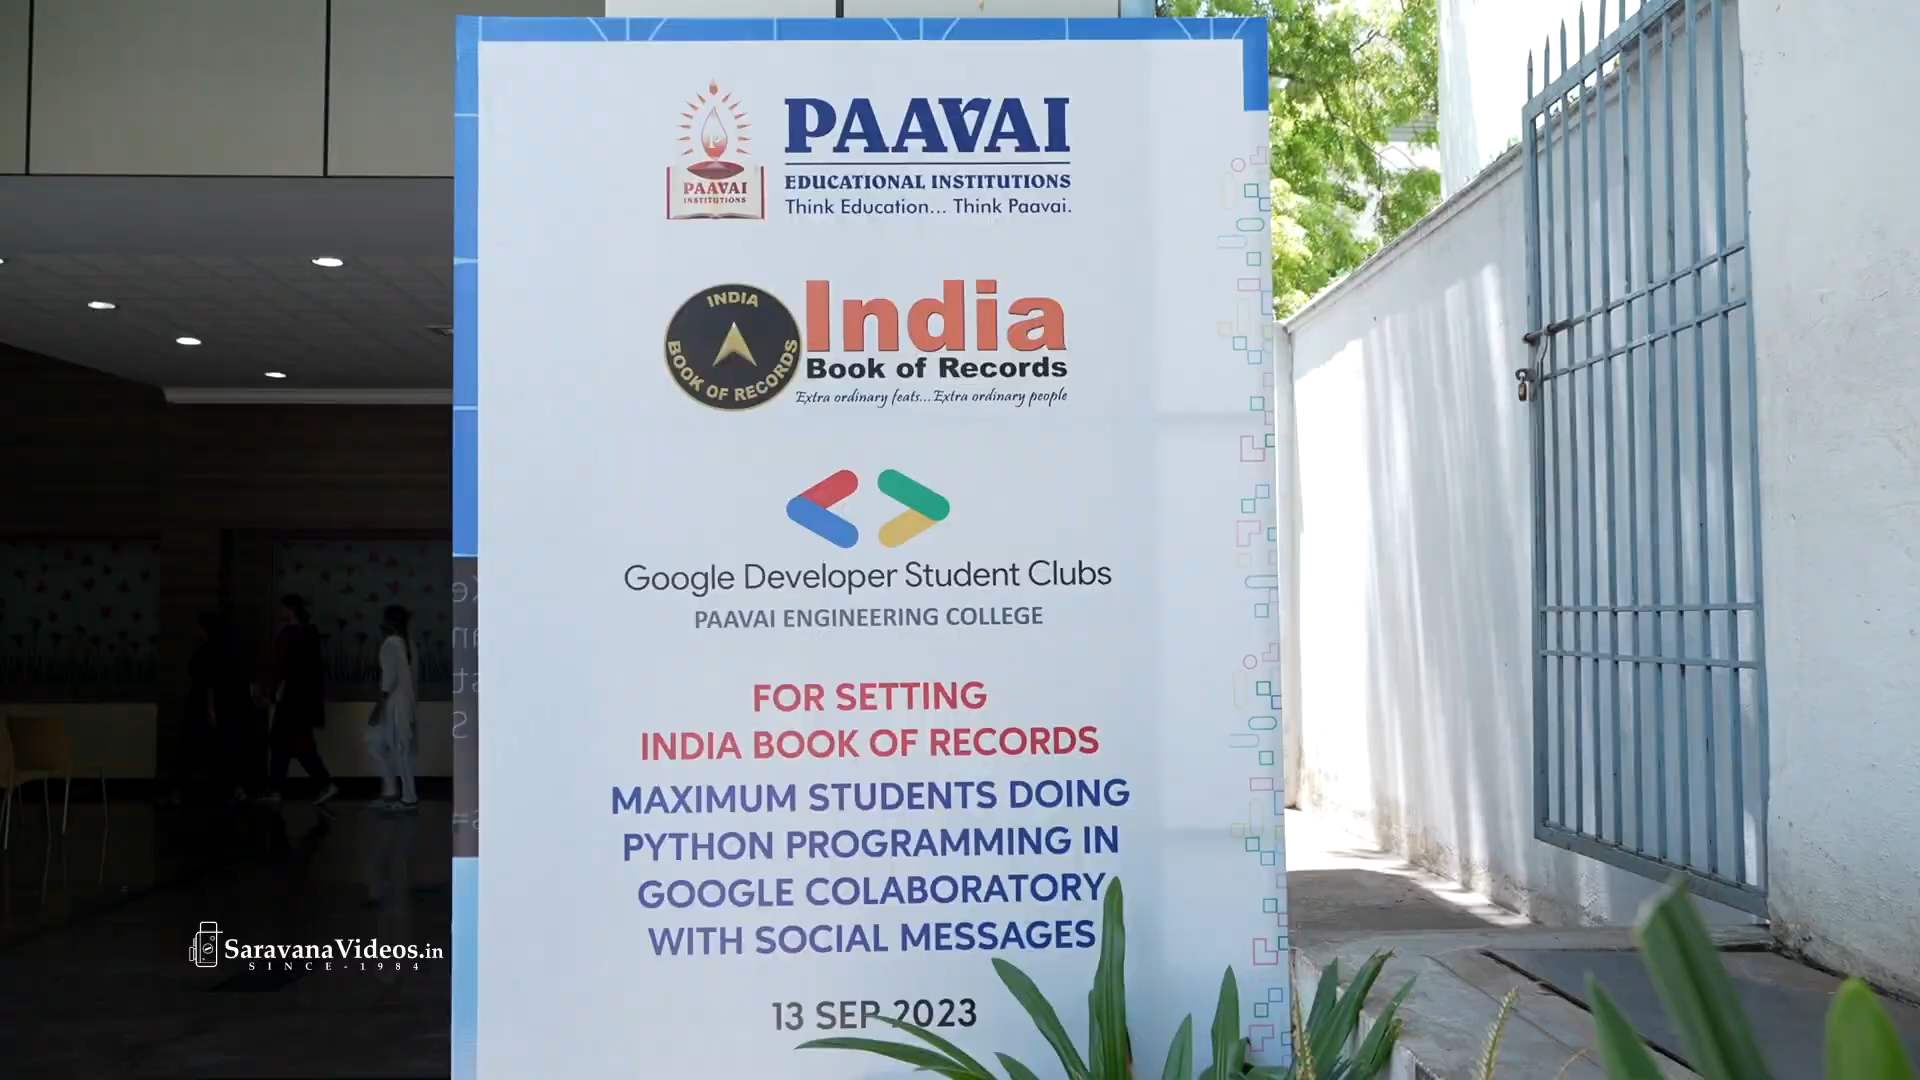 PAAVAI
EDUCATIONAL INSTITUTIONS
Think Education... Think Paavai.
P
PAAVAI
INSTITUTIONS
INDIA
BOOK OF RECORDS
India
Book of Records
Extra ordinary feats...Extra ordinary people
Google Developer Student Clubs
PAAVAI ENGINEERING COLLEGE
FOR SETTING
INDIA BOOK OF RECORDS
MAXIMUM STUDENTS DOING
PYTHON PROGRAMMING IN
GOOGLE COLABORATORY
WITH SOCIAL MESSAGES
13 SEP 2023
SaravanaVideos.in
SINCE-1984